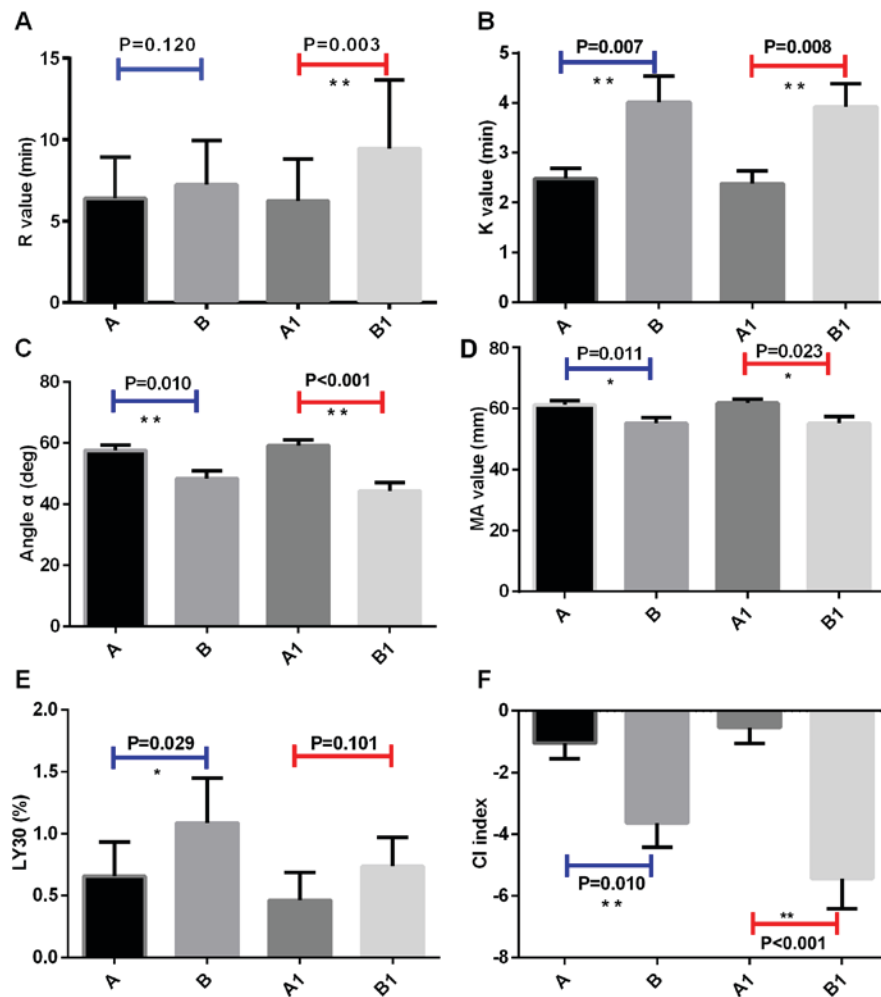 A
P=0.120
P=0.003
**
R value (min)
15
10
5
0
A
B
A1
B1
B
P=0.007
P=0.008
**
**
K value (min)
5
4
3
2
1
0
A
B
A1
B1
C
P=0.010
P<0.001
**
**
Angle α (deg)
80
60
40
20
0
A
B
A1
B1
D
P=0.011
P=0.023
*
*
MA value (mm)
80
60
40
20
0
A
B
A1
B1
E
P=0.029
P=0.101
*
LY30 (%)
2.0
1.5
1.0
0.5
0.0
A
B
A1
B1
F
CI index
0
-2
-4
-6
-8
P=0.010
**
**
P<0.001
A
B
A1
B1